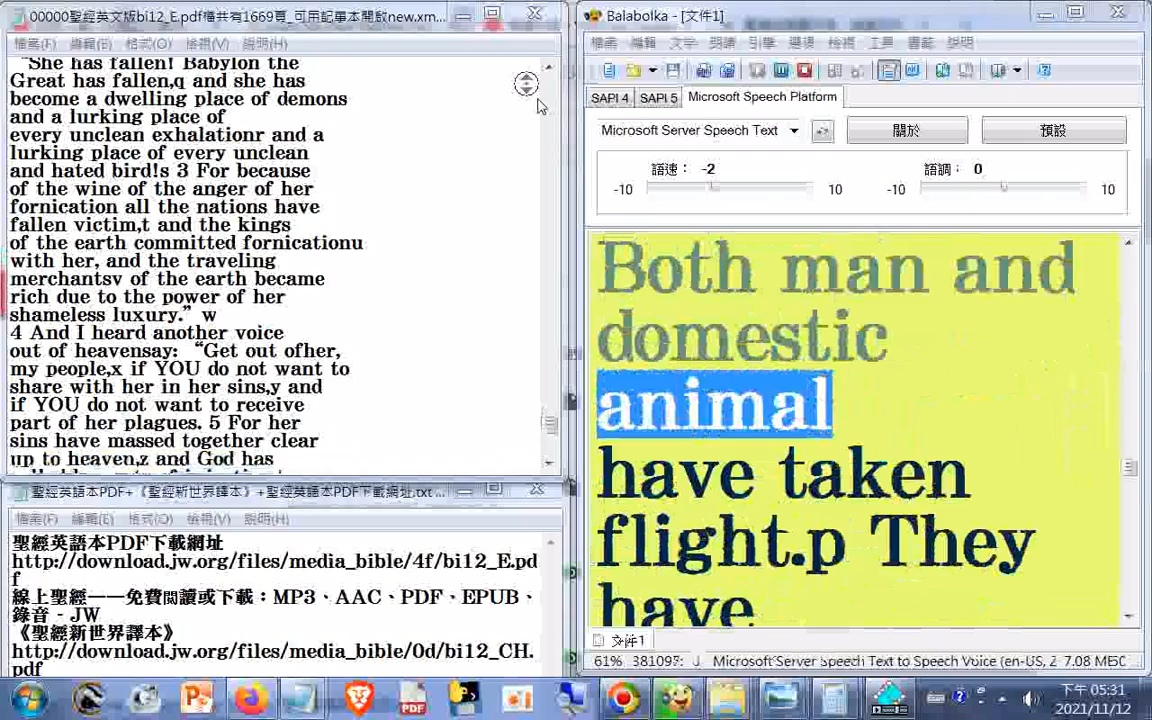 00000聖經英文版bi12_E.pdf檔共有1669頁_可用記事本開啟new.xm...
檔案(F) 編輯(E) 格式(O) 檢視(V) 說明(H)
"She has fallen! Babylon the
Great has fallen,q and she has
become a dwelling place of demons
and a lurking place of
every unclean exhalationr and a
lurking place of every unclean
and hated bird!s 3 For because
of the wine of the anger of her
fornication all the nations have
fallen victim,t and the kings
of the earth committed fornicationu
with her, and the traveling
merchantsv of the earth became
rich due to the power of her
shameless luxury.” w
4 And I heard another voice
out of heavensay: “Get out ofher,
my people,x if YOU do not want to
share with her in her sins,y and
if YOU do not want to receive
part of her plagues. 5 For her
sins have massed together clear
up to heaven,z and God has
聖經英語本PDF+《聖經新世界譯本》+聖經英語本PDF下載網址.txt ...
檔案(F) 編輯(E) 格式(O) 檢視(V) 說明(H)
聖經英語本PDF下載網址
http://download.jw.org/files/media_bible/4f/bi12_E.pd
f
線上聖經——免費閱讀或下載：MP3、AAC、PDF、EPUB、
錄音 - JW
《聖經新世界譯本》
http://download.jw.org/files/media_bible/0d/bi12_CH.
pdf
Balabolka - [文件1]
檔案 編輯 文字 朗讀 引擎 選項 檢視 工具 書籤 說明
SAPI 4 SAPI 5 Microsoft Speech Platform
Microsoft Server Speech Text 關於 預設
語速： -2 語調： 0
-10 10 -10 10
Both man and
domestic
animal
have taken
flight.p They
have
文件1
61% Microsoft Server Speech Text to Speech Voice (en-US, Z
PDF
下午 05:31
2021/11/12